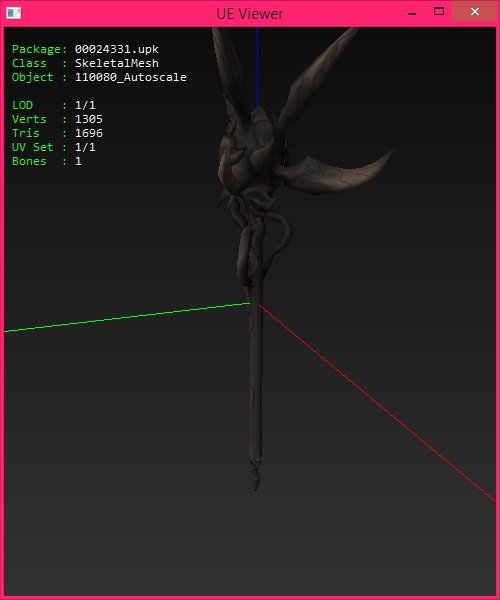 UE Viewer
Package: 00024331.upk
Class : SkeletalMesh
Object : 110080_Autoscale
LOD : 1/1
Verts : 1305
Tris : 1696
UV Set : 1/1
Bones : 1